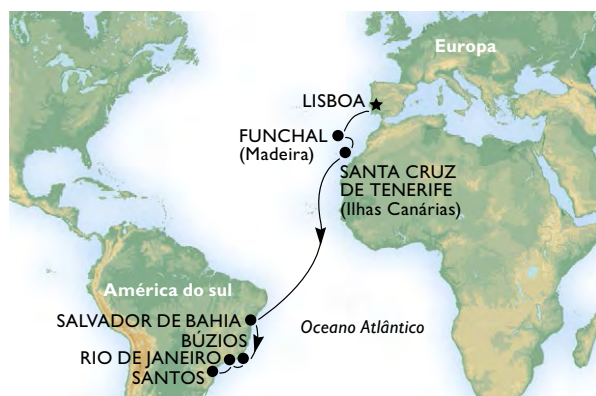 Europa
LISBOA
FUNCHAL
(Madeira)
SANTA CRUZ
DE TENERIFE
(Ilhas Canárias)
América do sul
SALVADOR DE BAHIA
Oceano Atlântico
BÚZIOS
RIO DE JANEIRO
SANTOS